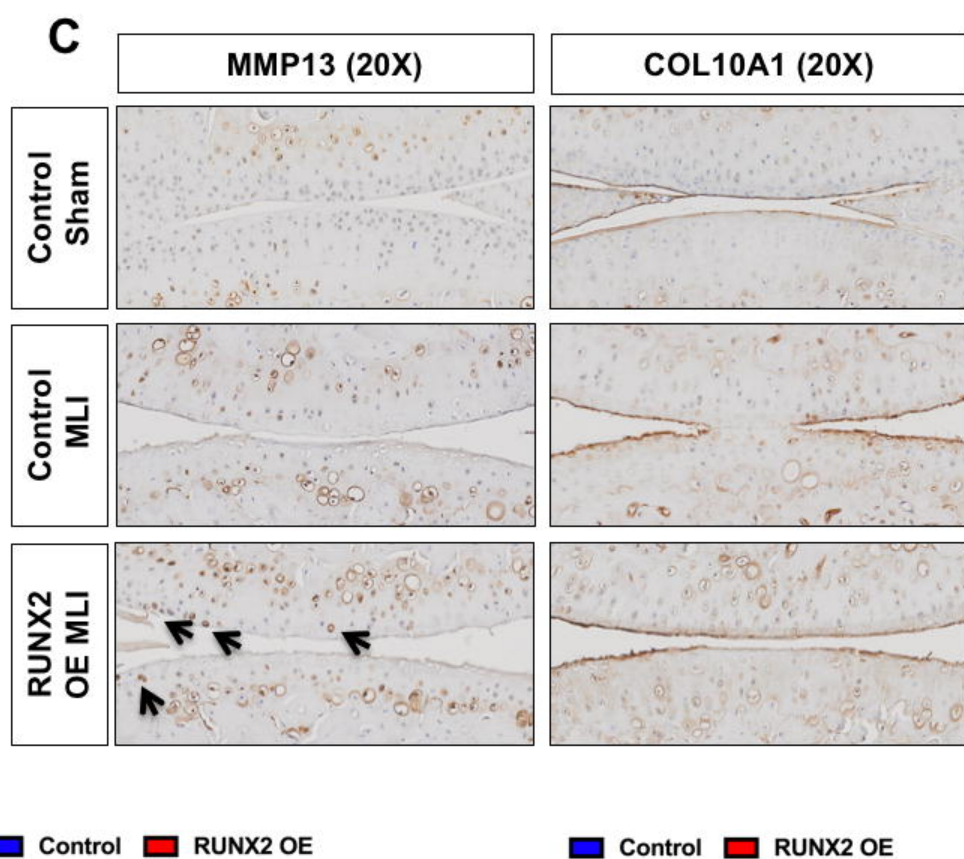 C
MMP13 (20X)
COL10A1 (20X)
Control
Sham
Control
MLI
RUNX2
OE MLI
Control
RUNX2 OE
Control
RUNX2 OE